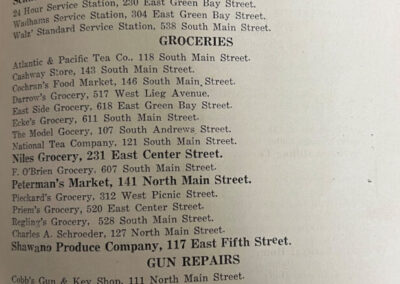 24 Hour Service Station, 230 East Green Bay Street.
Wadhams Service Station, 304 East Green Bay Street.
Walz' Standard Service Station, 538 South Main Street.
GROCERIES
Atlantic & Pacific Tea Co., 118 South Main Street.
Cashway Store, 143 South Main Street.
Cochran's Food Market, 146 South Main Street.
Darrow's Grocery, 517 West Lieg Avenue.
East Side Grocery, 618 East Green Bay Street.
Ecke's Grocery, 611 South Main Street.
The Model Gocery, 107 South Andrews Street.
National Tea Company, 121 South Main Street.
Niles Grocery, 231 East Center Street.
F. O'Brien Grocery, 607 South Main Street.
Peterman's Market, 141 North Main Street.
Pieckard's Grocery, 312 West Picnic Street.
Priem's Grocery, 520 East Center Street.
Regling's Grocery, 528 South Main Street.
Charles A. Schroeder, 127 North Main Street.
Shawano Produce Company, 117 East Fifth Street.
GUN REPAIRS
Cobb's Gun & Key Shop, 111 North Main Street.